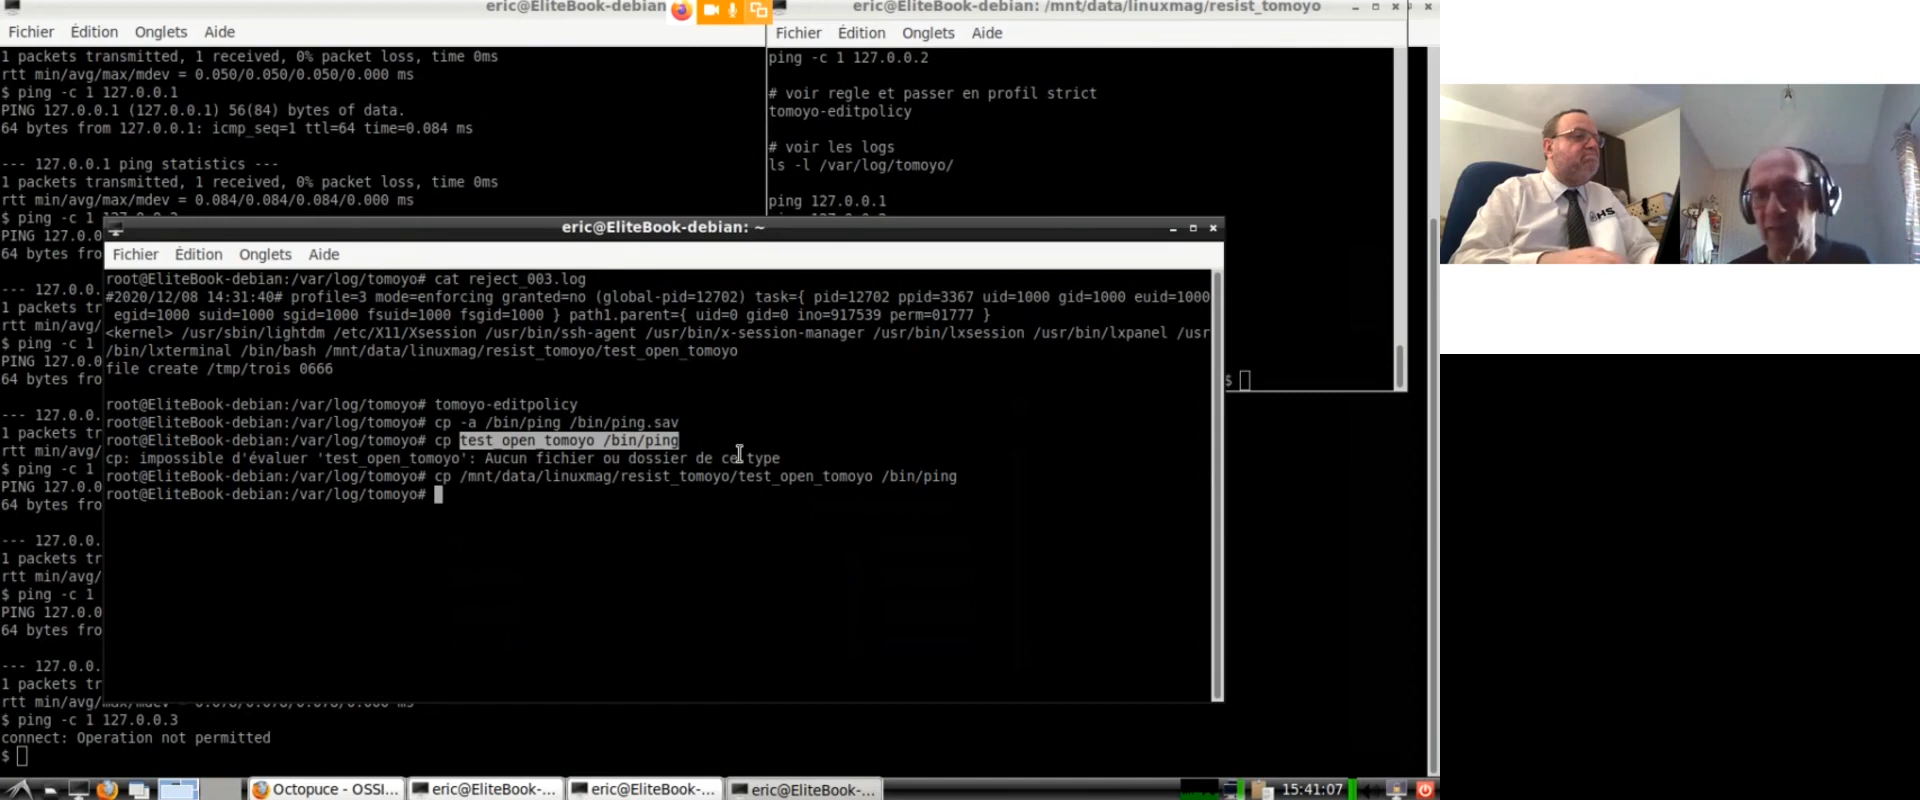 eric@EliteBook-debian
Fichier Édition Onglets Aide
1 packets transmitted, 1 received, 0% packet loss, time 0ms
rtt min/avg/max/mdev = 0.050/0.050/0.050/0.000 ms
$ ping -c 1 127.0.0.1
PING 127.0.0.1 (127.0.0.1) 56(84) bytes of data.
64 bytes from 127.0.0.1: icmp_seq=1 ttl=64 time=0.084 ms
--- 127.0.0.1 ping statistics ---
1 packets transmitted, 1 received, 0% packet loss, time 0ms
rtt min/avg/max/mdev = 0.084/0.084/0.084/0.000 ms
$ ping -c 1
PING 127.0.0
64 bytes fro
--- 127.0.0.
1 packets tr
rtt min/avg/
$ ping -c 1
PING 127.0.0
64 bytes fro
--- 127.0.0.
1 packets tr
rtt min/avg/
$ ping -c 1
PING 127.0.0
64 bytes fro
--- 127.0.0.
1 packets tr
rtt min/avg/
$ ping -c 1
PING 127.0.0
64 bytes fro
--- 127.0.0.
1 packets tr
rtt min/avg/
$ ping -c 1 127.0.0.3
connect: Operation not permitted
$
eric@EliteBook-debian: /mnt/data/linuxmag/resist_tomoyo
Fichier Édition Onglets Aide
ping -c 1 127.0.0.2
# voir regle et passer en profil strict
tomoyo-editpolicy
# voir les logs
ls -l /var/log/tomoyo/
ping 127.0.0.1
$
eric@EliteBook-debian: ~
Fichier Édition Onglets Aide
root@EliteBook-debian:/var/log/tomoyo# cat reject_003.log
#2020/12/08 14:31:40# profile=3 mode=enforcing granted=no (global-pid=12702) task={ pid=12702 ppid=3367 uid=1000 gid=1000 euid=1000
egid=1000 suid=1000 sgid=1000 fsuid=1000 fsgid=1000 } path1.parent={ uid=0 gid=0 ino=917539 perm=01777 }
<kernel> /usr/sbin/lightdm /etc/X11/Xsession /usr/bin/ssh-agent /usr/bin/x-session-manager /usr/bin/lxsession /usr/bin/lxpanel /usr
/bin/lxterminal /bin/bash /mnt/data/linuxmag/resist_tomoyo/test_open_tomoyo
file create /tmp/trois 0666
root@EliteBook-debian:/var/log/tomoyo# tomoyo-editpolicy
root@EliteBook-debian:/var/log/tomoyo# cp -a /bin/ping /bin/ping.sav
root@EliteBook-debian:/var/log/tomoyo# cp test_open_tomoyo /bin/ping
cp: impossible d'évaluer 'test_open_tomoyo': Aucun fichier ou dossier de ce type
root@EliteBook-debian:/var/log/tomoyo# cp /mnt/data/linuxmag/resist_tomoyo/test_open_tomoyo /bin/ping
root@EliteBook-debian:/var/log/tomoyo#
HS
Octopuce - OSSI...
eric@EliteBook-...
eric@EliteBook-...
eric@EliteBook-...
15:41:07